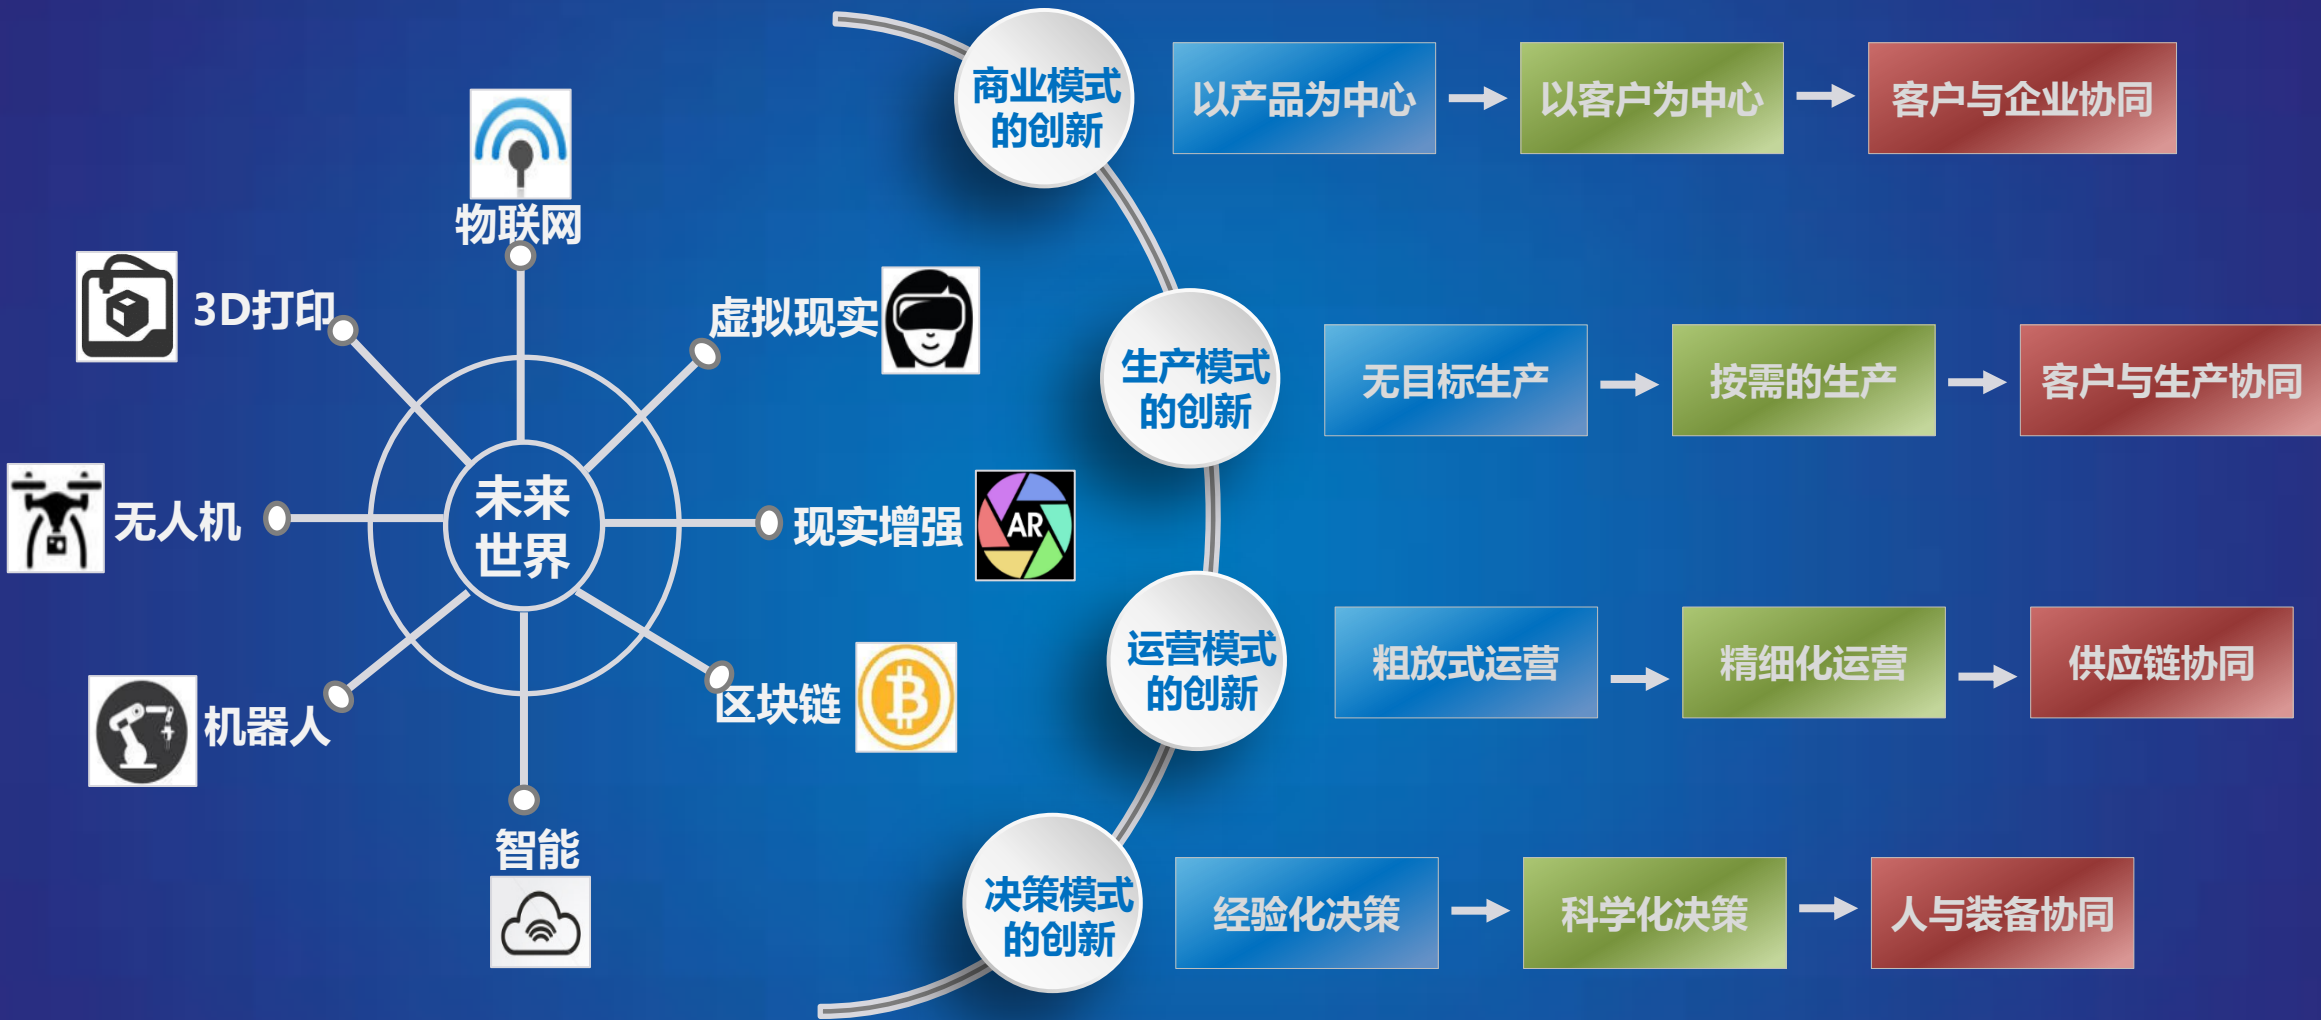 物联网
3D打印
虚拟现实
无人机
未来
世界
现实增强
AR
机器人
区块链
智能
商业模式
的创新
以产品为中心
以客户为中心
客户与企业协同
生产模式
的创新
无目标生产
按需的生产
客户与生产协同
运营模式
的创新
粗放式运营
精细化运营
供应链协同
决策模式
的创新
经验化决策
科学化决策
人与装备协同